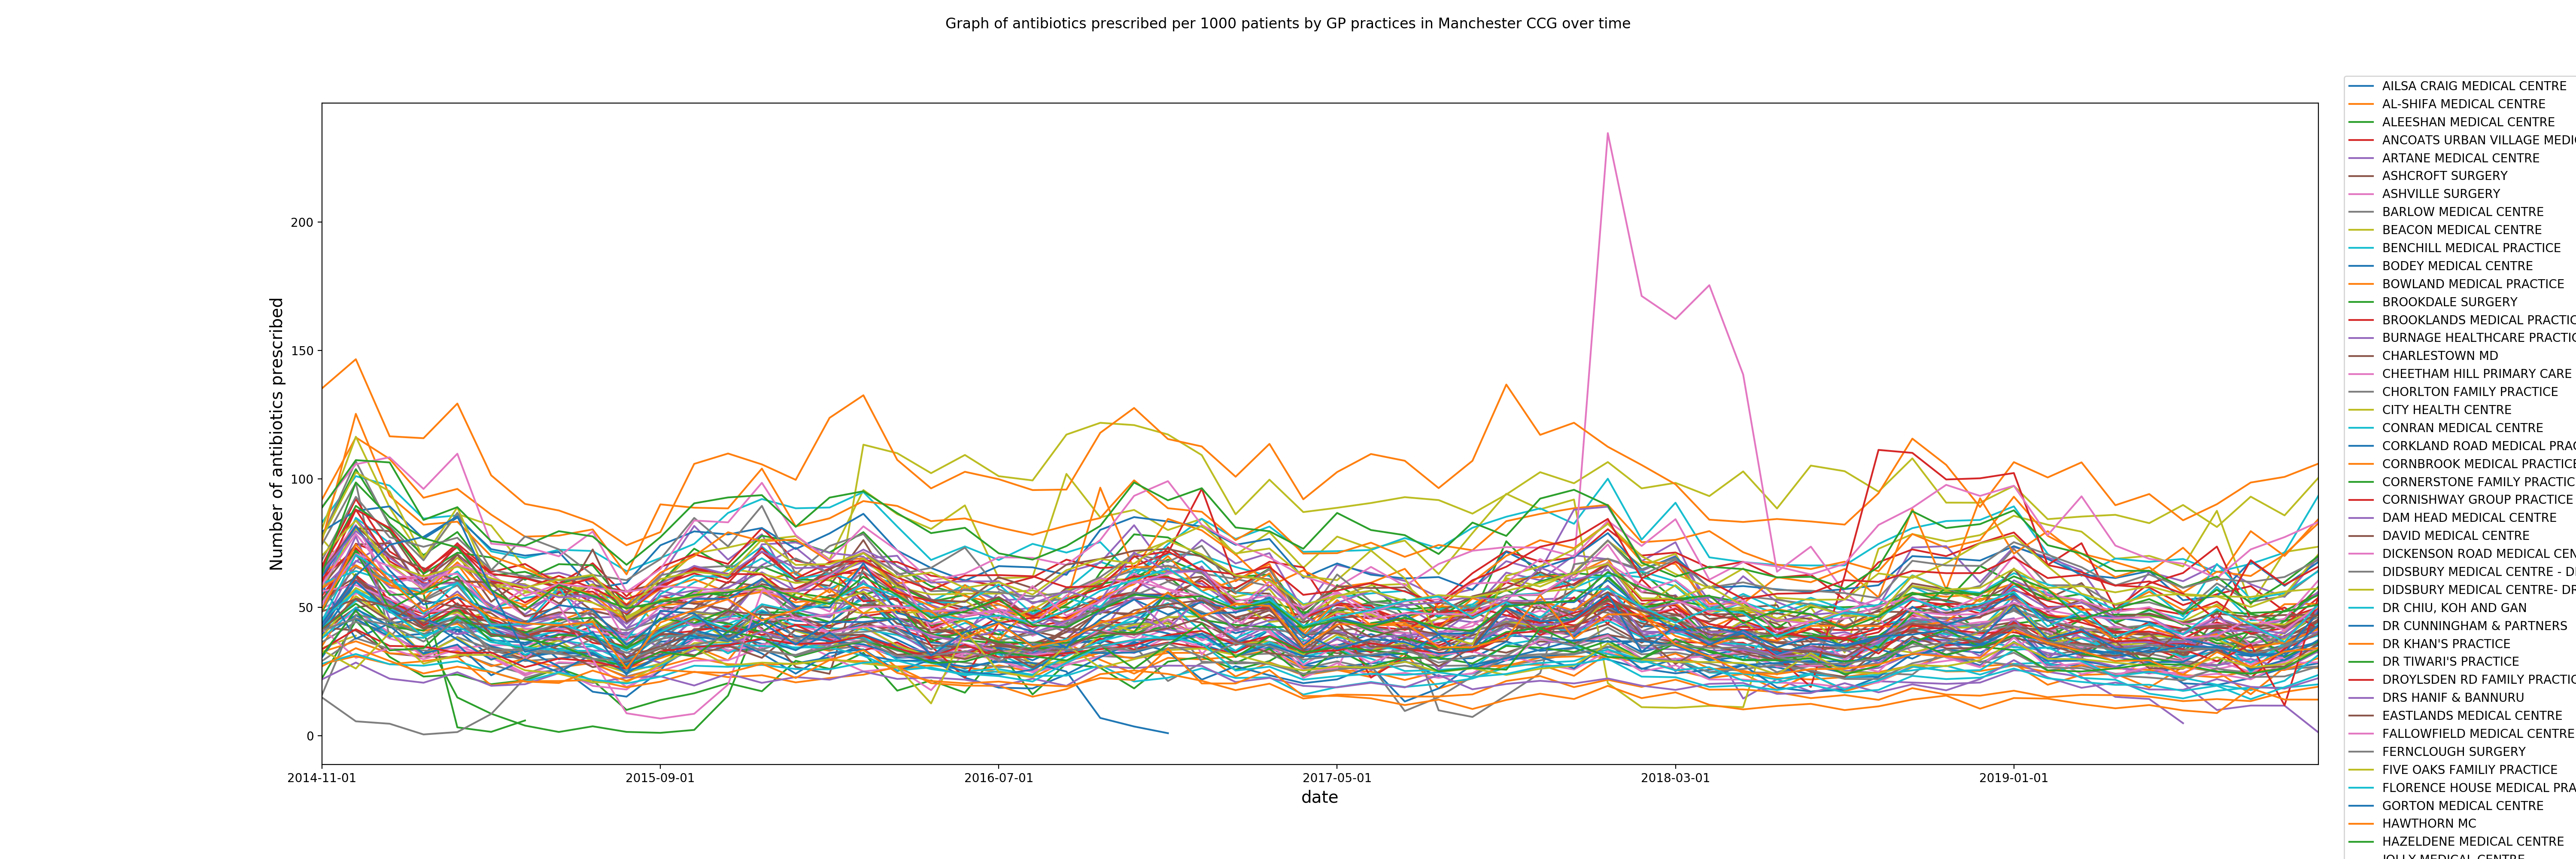 Graph of antibiotics prescribed per 1000 patients by GP practices in Manchester CCG over time
Number of antibiotics prescribed
200
150
100
50
0
2014-11-01
2015-09-01
2016-07-01
2017-05-01
2018-03-01
2019-01-01
date
AILSA CRAIG MEDICAL CENTRE
AL-SHIFA MEDICAL CENTRE
ALEESHAN MEDICAL CENTRE
ANCOATS URBAN VILLAGE MEDIC
ARTANE MEDICAL CENTRE
ASHCROFT SURGERY
ASHVILLE SURGERY
BARLOW MEDICAL CENTRE
BEACON MEDICAL CENTRE
BENCHILL MEDICAL PRACTICE
BODEY MEDICAL CENTRE
BOWLAND MEDICAL PRACTICE
BROOKDALE SURGERY
BROOKLANDS MEDICAL PRACTIC
BURNAGE HEALTHCARE PRACTIC
CHARLESTOWN MD
CHEETHAM HILL PRIMARY CARE
CHORLTON FAMILY PRACTICE
CITY HEALTH CENTRE
CONRAN MEDICAL CENTRE
CORKLAND ROAD MEDICAL PRAC
CORNBROOK MEDICAL PRACTICE
CORNERSTONE FAMILY PRACTIC
CORNISHWAY GROUP PRACTICE
DAM HEAD MEDICAL CENTRE
DAVID MEDICAL CENTRE
DICKENSON ROAD MEDICAL CEN
DIDSBURY MEDICAL CENTRE - D
DIDSBURY MEDICAL CENTRE- DR
DR CHIU, KOH AND GAN
DR CUNNINGHAM & PARTNERS
DR KHAN'S PRACTICE
DR TIWARI'S PRACTICE
DROYLSDEN RD FAMILY PRACTIC
DRS HANIF & BANNURU
EASTLANDS MEDICAL CENTRE
FALLOWFIELD MEDICAL CENTRE
FERNCLOUGH SURGERY
FIVE OAKS FAMILIY PRACTICE
FLORENCE HOUSE MEDICAL PRA
GORTON MEDICAL CENTRE
HAWTHORN MC
HAZELDENE MEDICAL CENTRE
JOLLY MEDICAL CENTRE